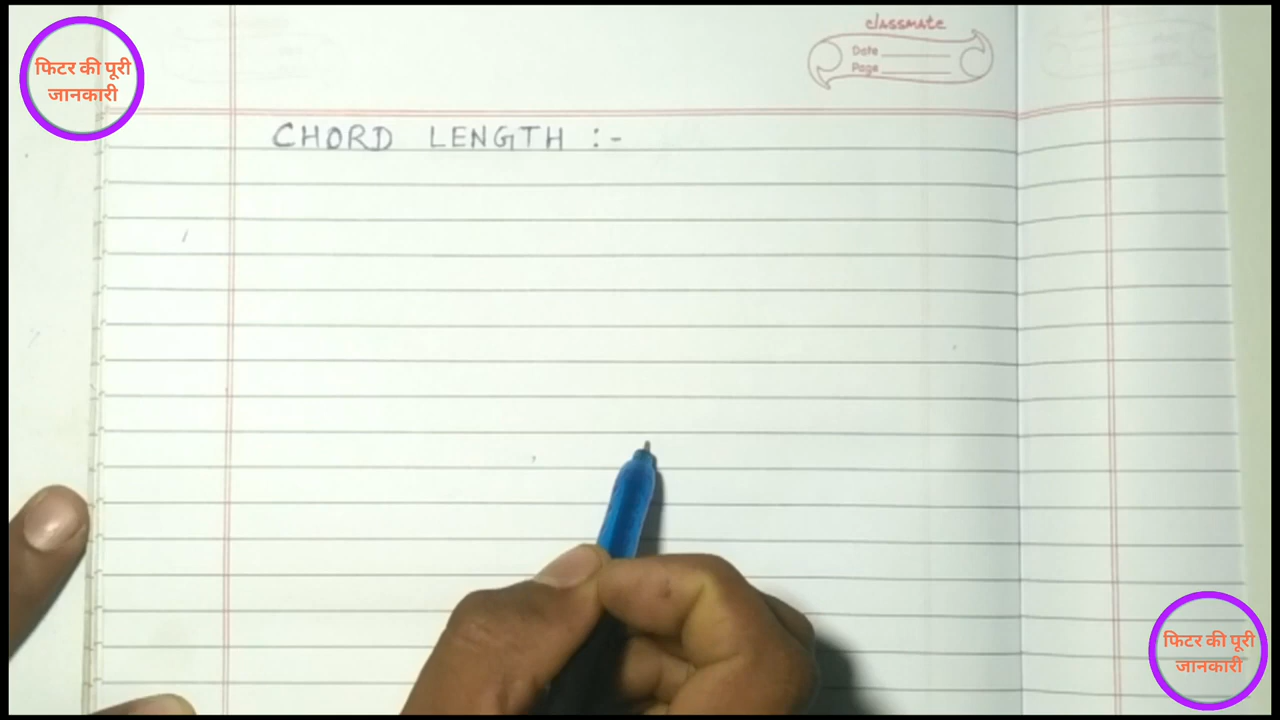 फिटर की पूरी
जानकारी
classmate
Date
Page
CHORD LENGTH :-
फिटर की पूरी
जानकारी